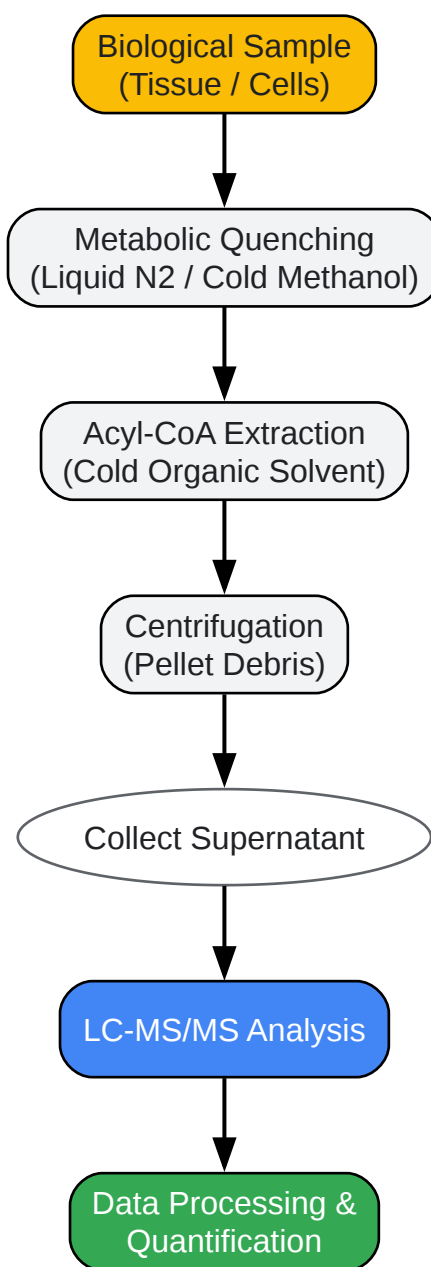 Biological Sample
(Tissue / Cells)
Metabolic Quenching
(Liquid N2 / Cold Methanol)
Acyl-CoA Extraction
(Cold Organic Solvent)
Centrifugation
(Pellet Debris)
Collect Supernatant
LC-MS/MS Analysis
Data Processing &
Quantification